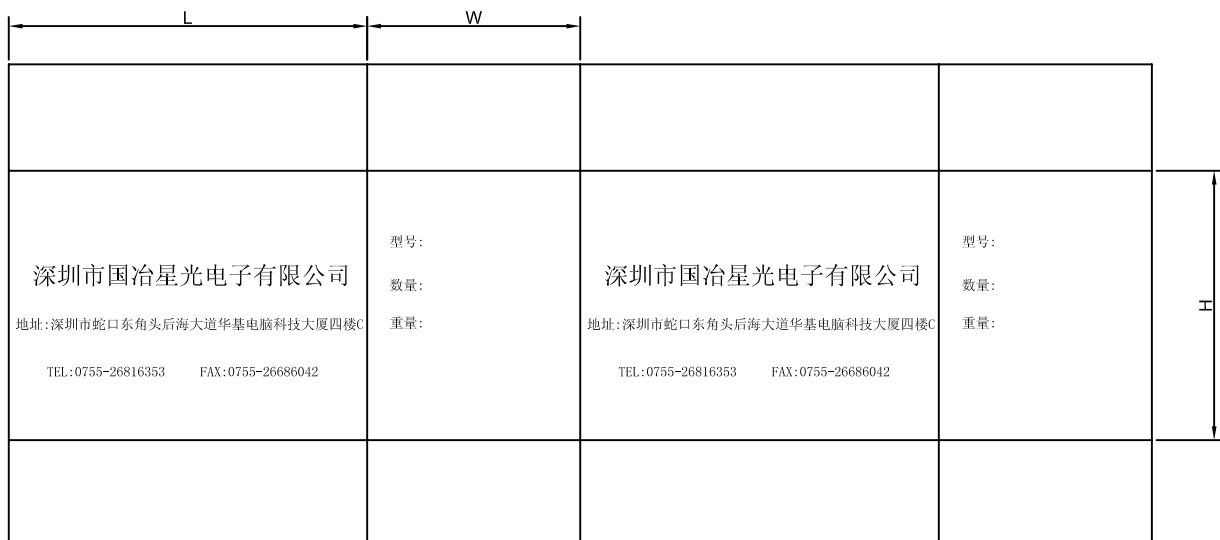 L
W
型号:
数量:
重量:
深圳市国冶星光电子有限公司
地址:深圳市蛇口东角头后海大道华基电脑科技大厦四楼C
TEL:0755-26816353 FAX:0755-26686042
型号:
数量:
重量:
深圳市国冶星光电子有限公司
地址:深圳市蛇口东角头后海大道华基电脑科技大厦四楼C
TEL:0755-26816353 FAX:0755-26686042
H